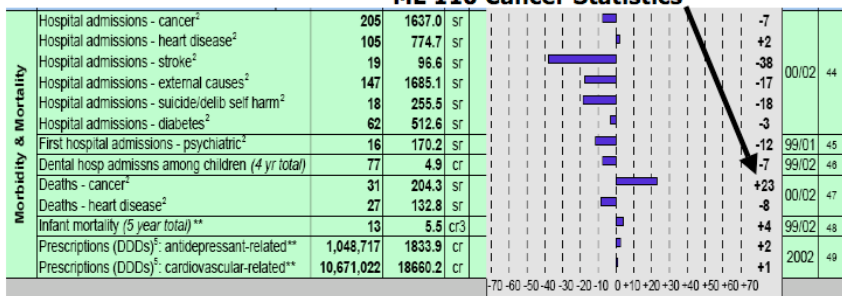 ML 116 Cancer Statistics
Morbidity & Mortality
Hospital admissions - cancer² 205 1637.0 sr -7
Hospital admissions - heart disease² 105 774.7 sr +2
Hospital admissions - stroke² 19 96.6 sr -38
Hospital admissions - external causes² 147 1685.1 sr -17
Hospital admissions - suicide/delib self harm² 18 255.5 sr -18
Hospital admissions - diabetes² 62 512.6 sr -3
00/02 44
First hospital admissions - psychiatric² 16 170.2 sr -12 99/01 45
Dental hosp admissns among children (4 yr total) 77 4.9 cr -7 99/02 46
Deaths - cancer² 31 204.3 sr +23
Deaths - heart disease² 27 132.8 sr -8
00/02 47
Infant mortality (5 year total) ** 13 5.5 cr3 +4 99/02 48
Prescriptions (DDDs)⁵: antidepressant-related** 1,048,717 1833.9 cr +2
Prescriptions (DDDs)⁵: cardiovascular-related** 10,671,022 18660.2 cr +1
2002 49
-70 -60 -50 -40 -30 -20 -10 0 +10 +20 +30 +40 +50 +60 +70